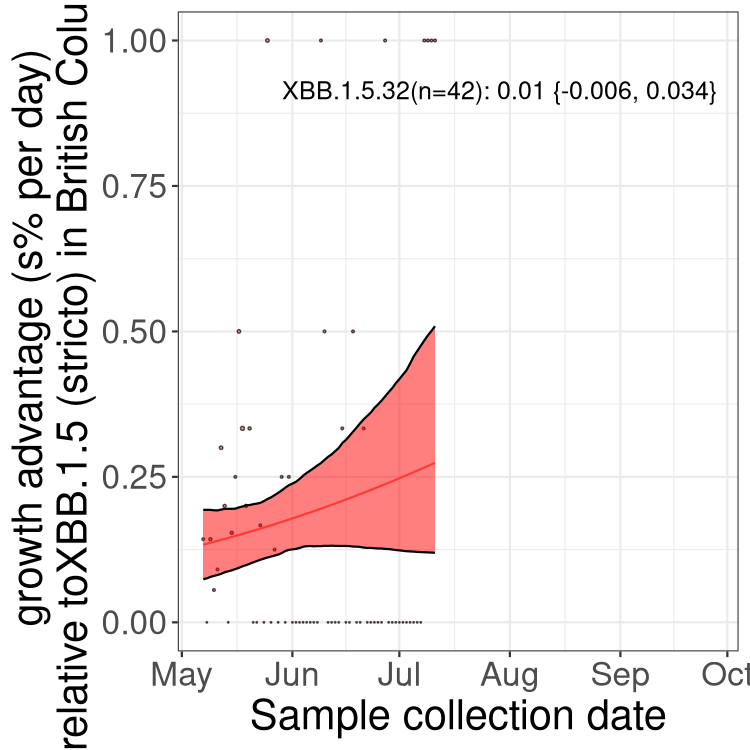 growth advantage (s% per day)
relative toXBB.1.5 (stricto) in British Colu
1.00
XBB.1.5.32(n=42): 0.01 {-0.006, 0.034}
0.75
0.50
0.25
0.00
May Jun Jul Aug Sep Oct
Sample collection date